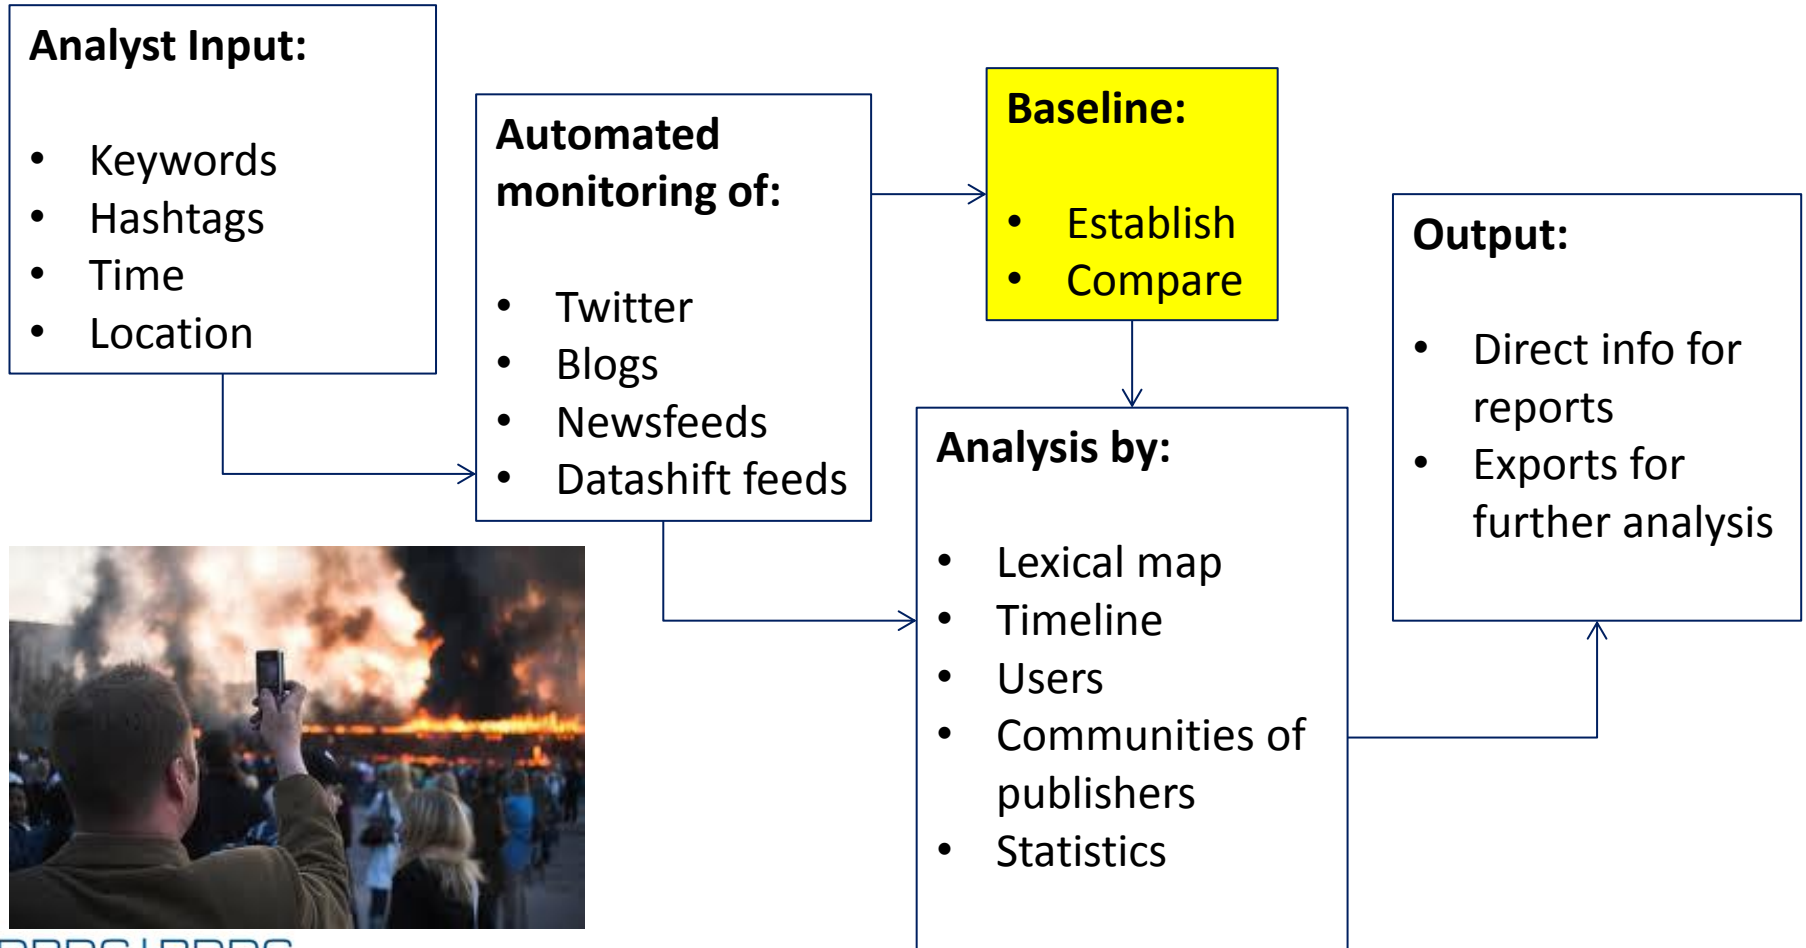 Analyst Input:
• Keywords
• Hashtags
• Time
• Location
Automated
monitoring of:
• Twitter
• Blogs
• Newsfeeds
• Datashift feeds
Baseline:
• Establish
• Compare
Analysis by:
• Lexical map
• Timeline
• Users
• Communities of
publishers
• Statistics
Output:
• Direct info for
reports
• Exports for
further analysis